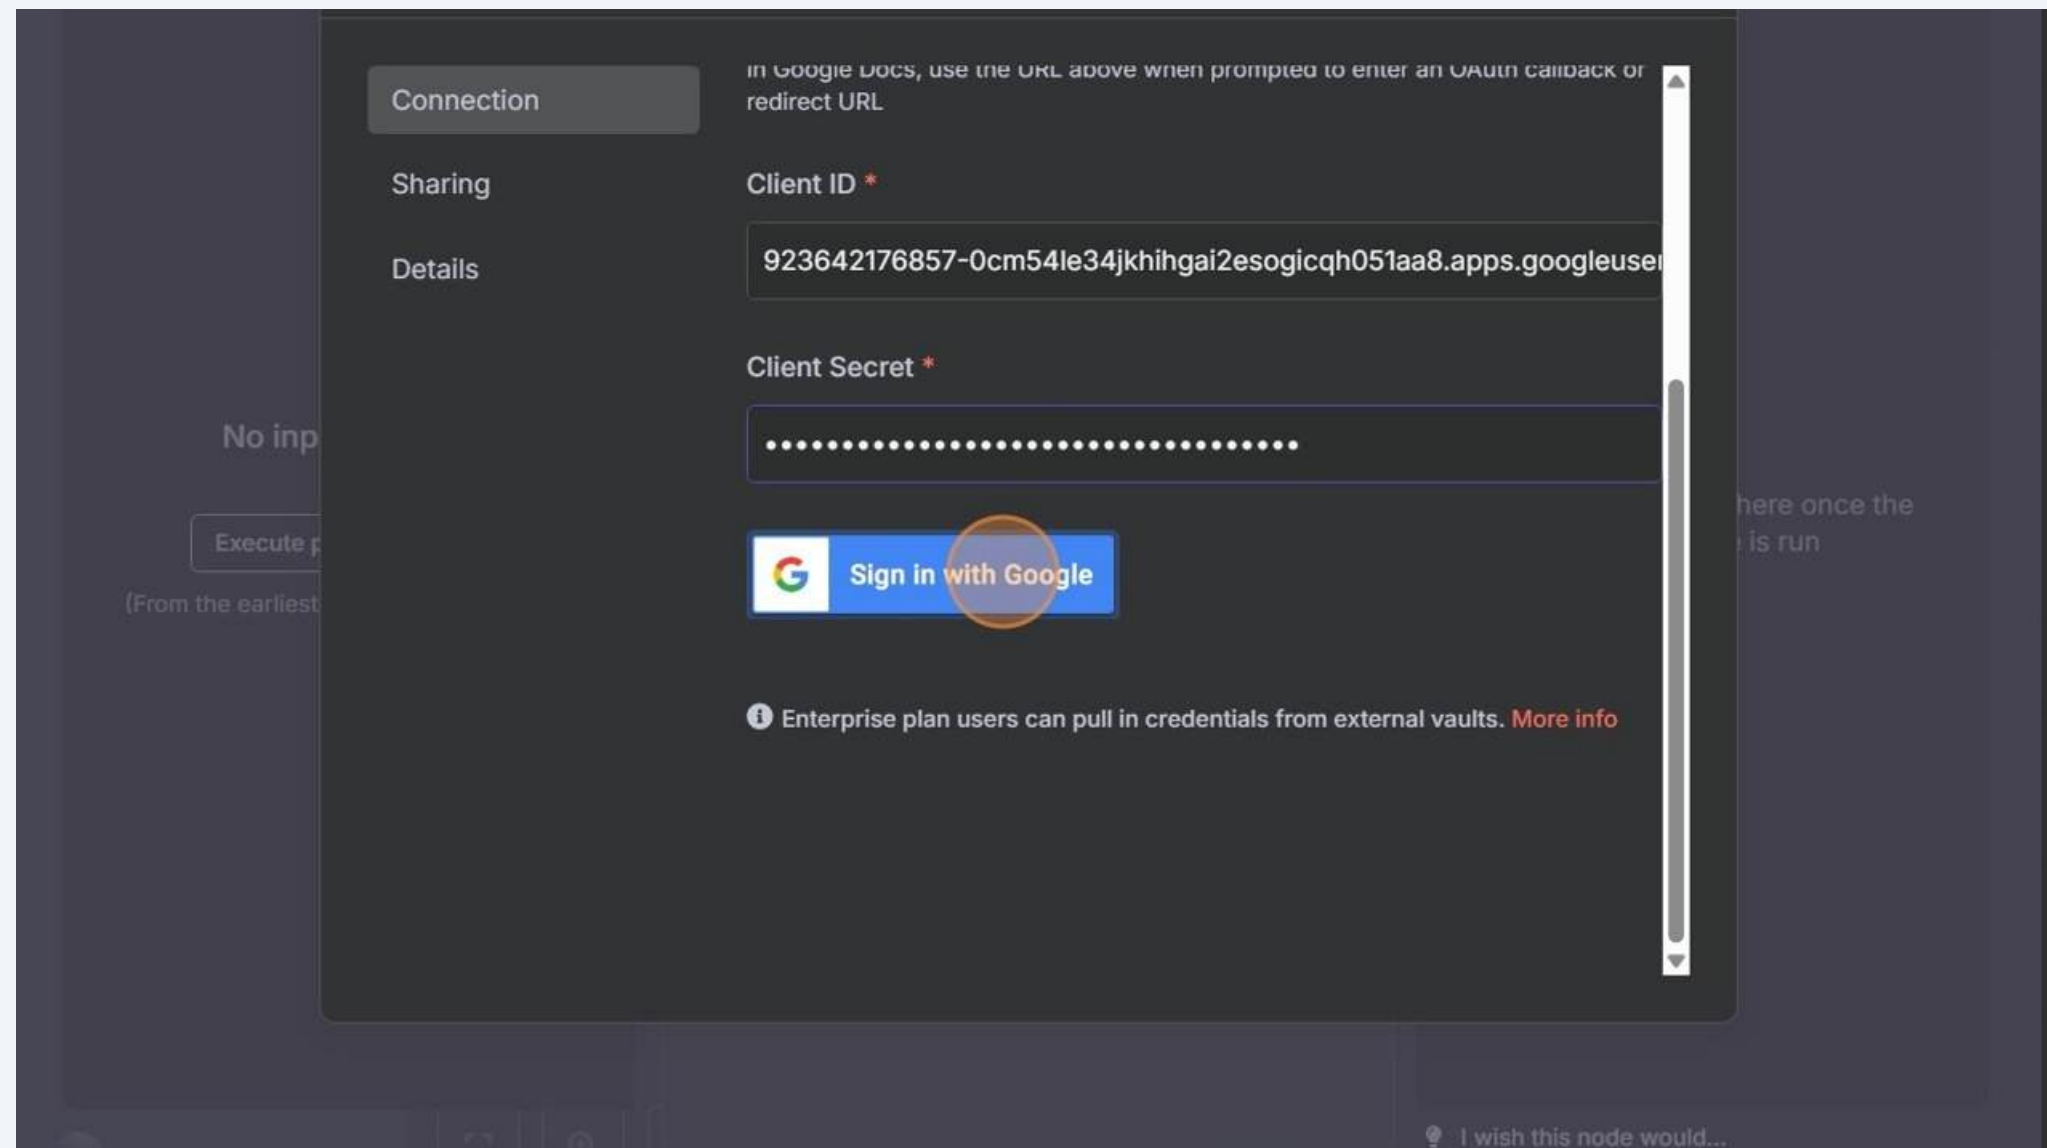 Connection
Sharing
Details
in Google Docs, use the URL above when prompted to enter an OAuth callback or
redirect URL
Client ID *
923642176857-0cm54le34jkhihgai2esogicqh051aa8.apps.googleuser
Client Secret *
••••••••••••••••••••••••••••••••••• 
Sign in with Google
Enterprise plan users can pull in credentials from external vaults. More info
No inp
Execute p
(From the earliest
here once the
is run
I wish this node would...